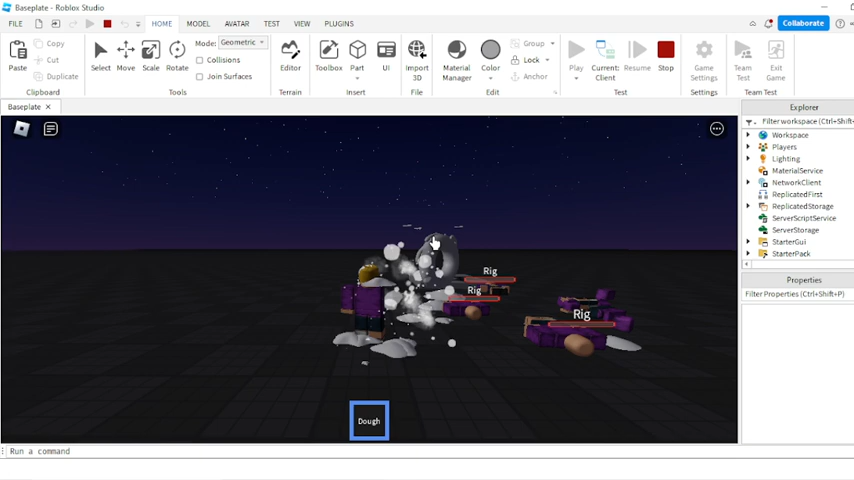 Baseplate - Roblox Studio
FILE HOME MODEL AVATAR TEST VIEW PLUGINS
Collaborate
Paste
Copy
Cut
Duplicate
Clipboard
Select Move Scale Rotate
Mode: Geometric
Collisions
Join Surfaces
Tools
Editor
Terrain
Toolbox Part UI
Insert
Import
3D
File
Material
Manager
Color
Group
Lock
Anchor
Edit
Play Current:
Client Resume Stop
Test
Game
Settings
Settings
Team
Test
Exit
Game
Team Test
Baseplate
Rig
Rig
Rig
Dough
Explorer
Filter workspace (Ctrl+Shift+
Workspace
Players
Lighting
MaterialService
NetworkClient
ReplicatedFirst
ReplicatedStorage
ServerScriptService
ServerStorage
StarterGui
StarterPack
Properties
Filter Properties (Ctrl+Shift+P)
Run a command